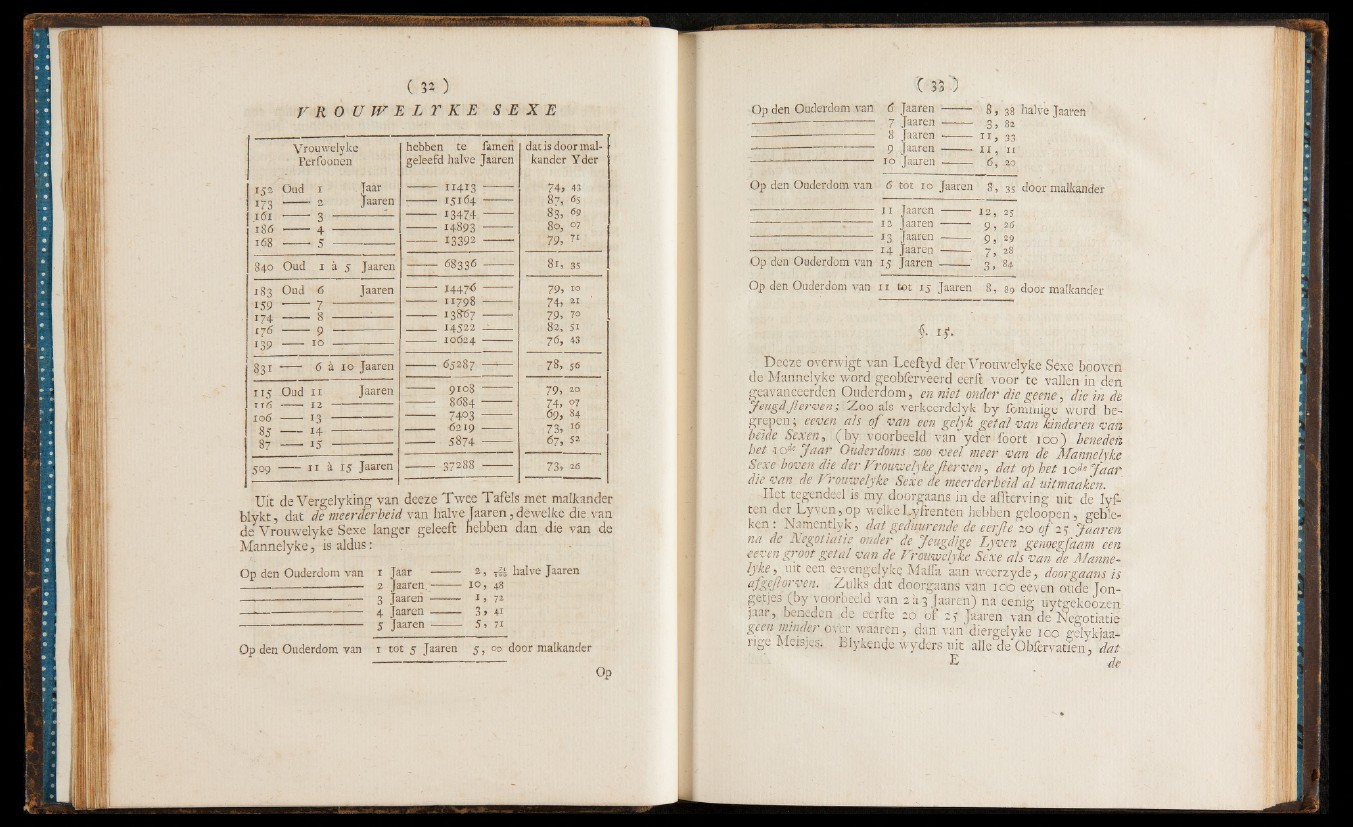 ( 32 )
VROUWELYKE SEXE
Vrouwelyke Perfoonen | hebben te famen geleefd halve Jaaren | dat is door malkander Yder
152 Oud 1 Jaar —— 11413 —— 74, 43
173 —— 2 Jaaren —— 15164 —— 87, 65
161 —— 3 —— 13474 —— 83, 69
186 —— 4 —— 14893 —— 80, 07
168 —— 5 —— 13392 —— 79, 71
840 Oud 1 à 5 Jaaren —— 68336 —— 81, 35
183 Oud 6 Jaaren —— 14476 —— 79, 10
159 —— 7 —— 11798 —— 74, 21
174 —— 8 —— 13867 —— 79, 70
176 —— 9 —— 14522 —— 82, 51
139 —— 10 —— 10624 —— 76, 43
831 —— 6 à 10 Jaaren —— 65287 —— 78, 56
115 Oud 11 Jaaren —— 9108 —— 79, 20
116 —— 12 —— 8684 —— 74, 07
106 —— 13 —— 7403 —— 69, 84
85 —— 14 —— 6219 —— 73, 16
87 —— 15 —— 5874 —— 67, 52
509 —— 11 à 15 Jaaren —— 37288 —— 73, 26
Uit de Vergelyking van deeze Twee Tafels met malkander
blykt, dat de meerderheid van halve Jaaren, dewelke die van
de Vrouwelyke Sexe langer geleeft hebben dan die van de
Mannelyke, is aldus:
Op den Ouderdom van 1 Jaar —— 2, halve Jaaren
—— 2 Jaaren —— 10, 48
—— 3 Jaaren —— 1, 72
—— 4 Jaaren —— 3, 41
—— 5 Jaaren —— 5, 71
Op den Ouderdom van 1 tot 5 Jaaren 5, 00 door malkander
Op
( 33 )
Op den Ouderdom van 6 Jaaren —— 8, 38 halve Jaaren
—— 7 Jaaren —— 3, 82
—— 8 Jaaren —— 11, 33
—— 9 Jaaren —— 11, 11
—— 10 Jaaren —— 6, 20
Op den Ouderdom van 6 tot 10 Jaaren 8, 35 door malkander
—— 11 Jaaren —— 12, 25
—— 12 Jaaren —— 9, 26
—— 13 Jaaren —— 9, 29
—— 14 Jaaren —— 7, 28
Op den Ouderdom van 15 Jaaren —— 3, 84
Op den Ouderdom van 11 tot 15 Jaaren 8, 89 door malkander
§. 15.
Deeze overwigt van Leeftyd der Vrouwelyke Sexe booven
de Mannelyke word geobferveerd eerft voor te vallen in den
geavanceerden Ouderdom, en niet onder die geene, die in de
Jeugd fterven; Zoo als verkeerdelyk by fommige word be-
grepen; eeven als of van een gelyk getal van kinderen van
beide Sexen, (by voorbeeld van yder foort 100) beneden
het 10de Jaar Ouderdoms zoo veel meer van de Mannelyke
Sexe boven die der Vrouwelyke fterven, dat op het 10de Jaar
die van de Vrouwelyke Sexe de meerderheid al uitmaaken.
Het tegendeel is my doorgaans in de affterving uit de lyf-
ten der Lyven, op welke Lyfrenten hebben geloopen, geblee-
ken: Namentlyk, dat geduurende de eerfte 20 of 25 Jaaren
na de Negotiatie onder de Jeugdige Lyven genoegfaam een
eeven groot getal van de Vrouwelyke Sexe als van de Manne-
lyke, uit een eevengelyke Maffa aan weerzyde, doorgaans is
afgeftorven. Zulks dat doorgaans van 100 eeven oude Jon-
getjes (by voorbeeld van 2 à 3 Jaaren) na eenig uytgekoozen
jaar, beneden de eerfte 20 of 25 Jaaren van de Negotiatie
geen minder over waaren, dan van diergelyke 100 gelykjaa-
rige Meisjes. Blykende wyders uit alle de Obfervatien, dat
E
de